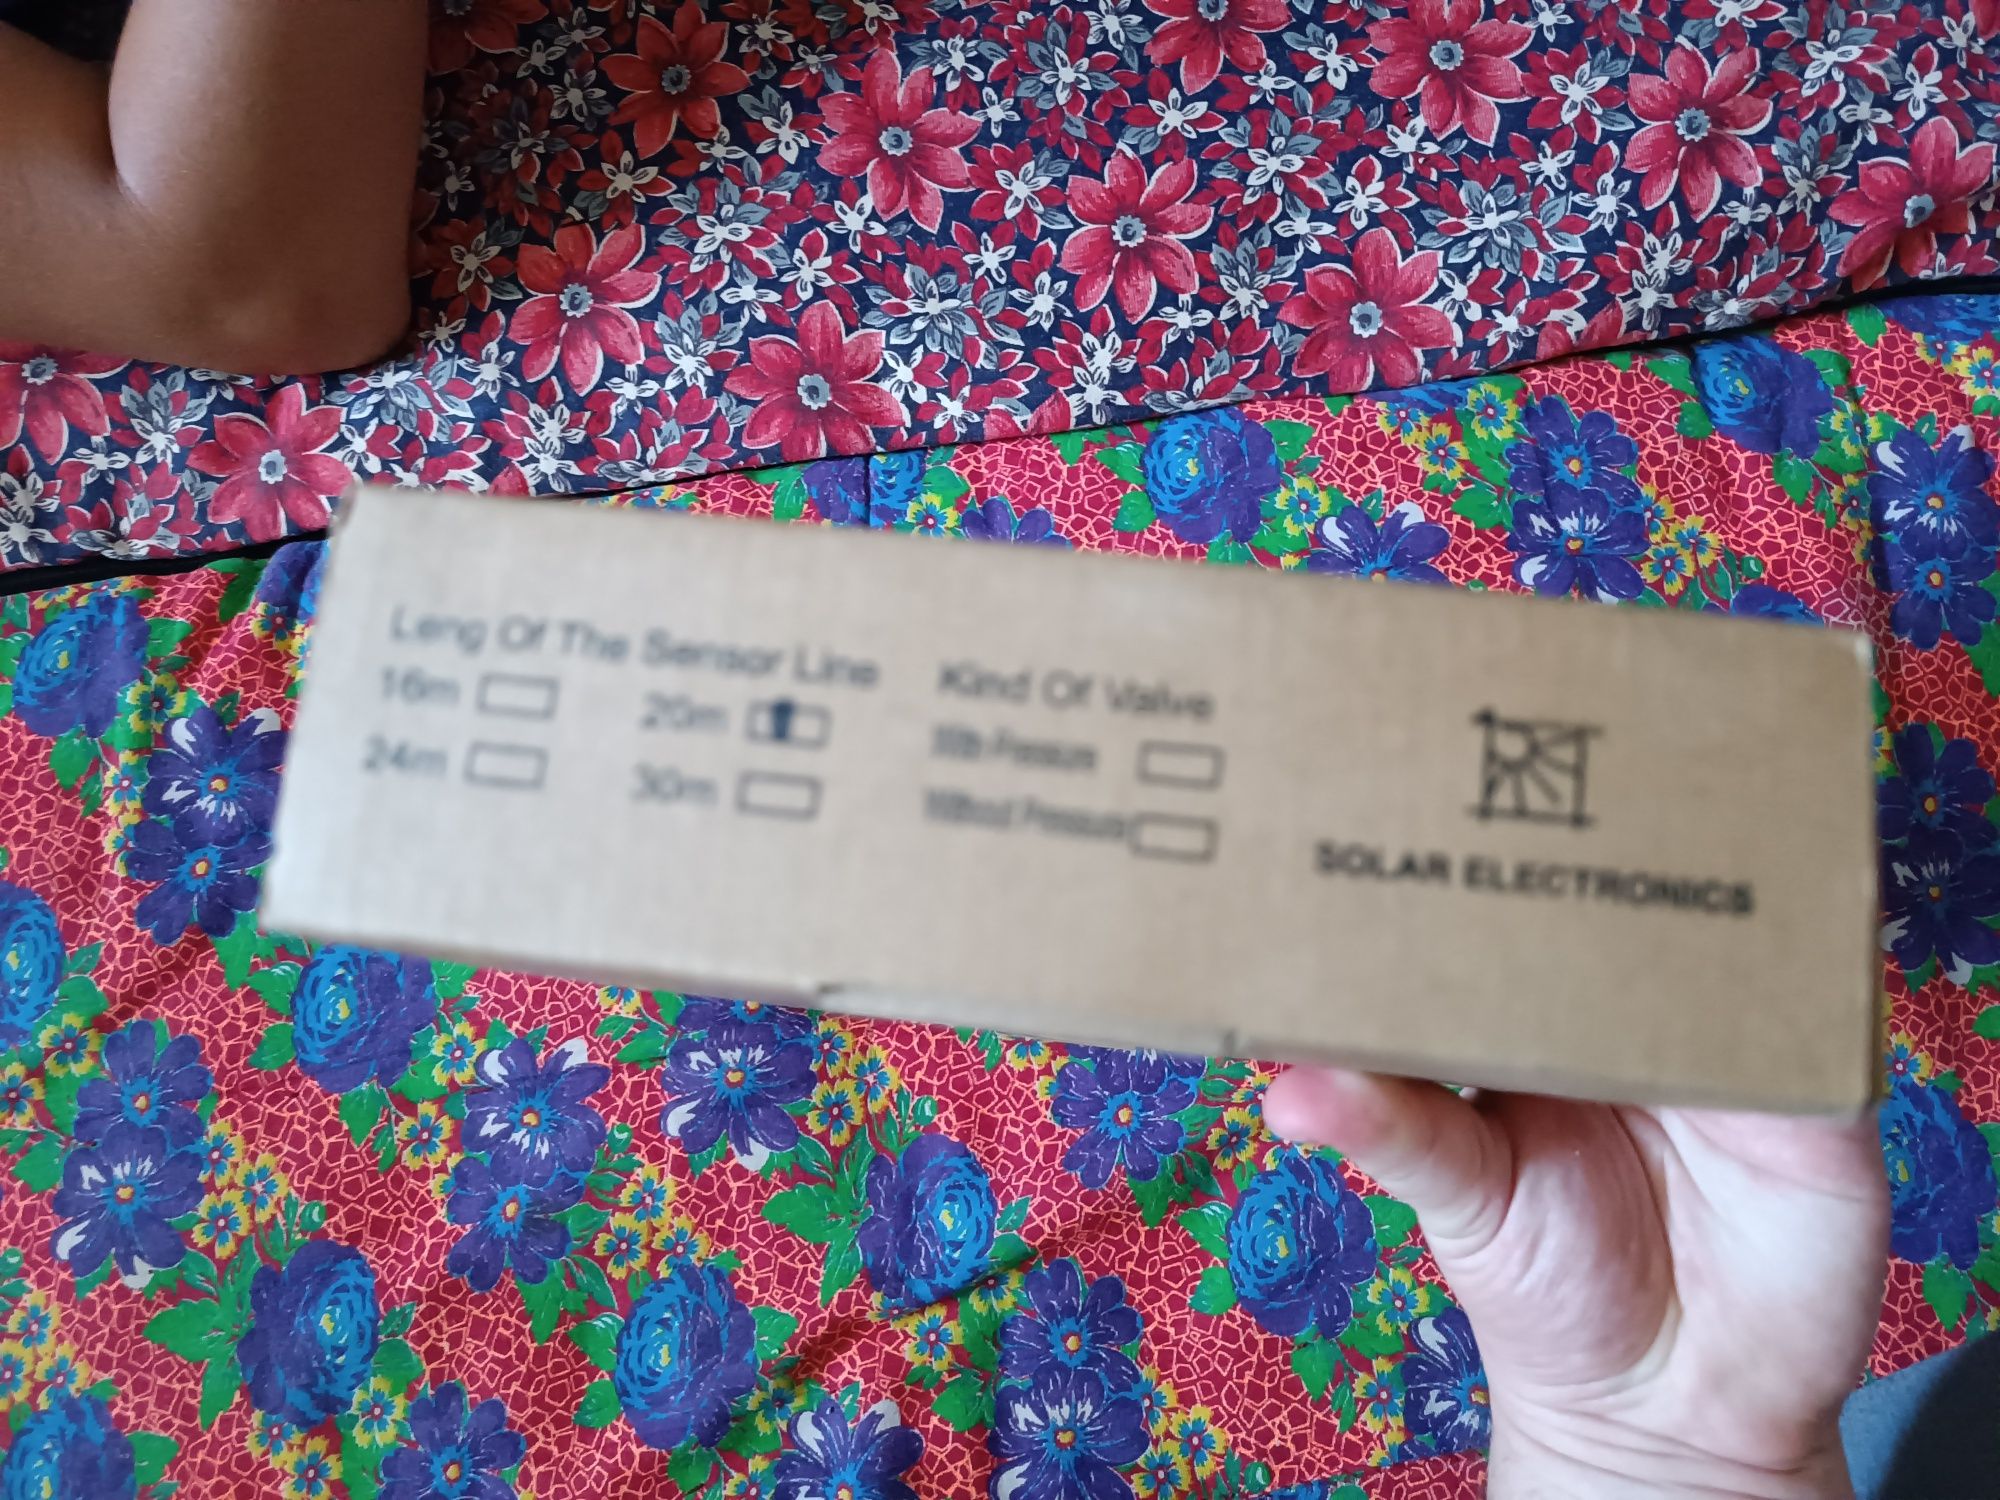 Leng Of The Sensor Line
16m 20m
24m 30m
Kind Of Valve
SOLAR ELECTRONICS